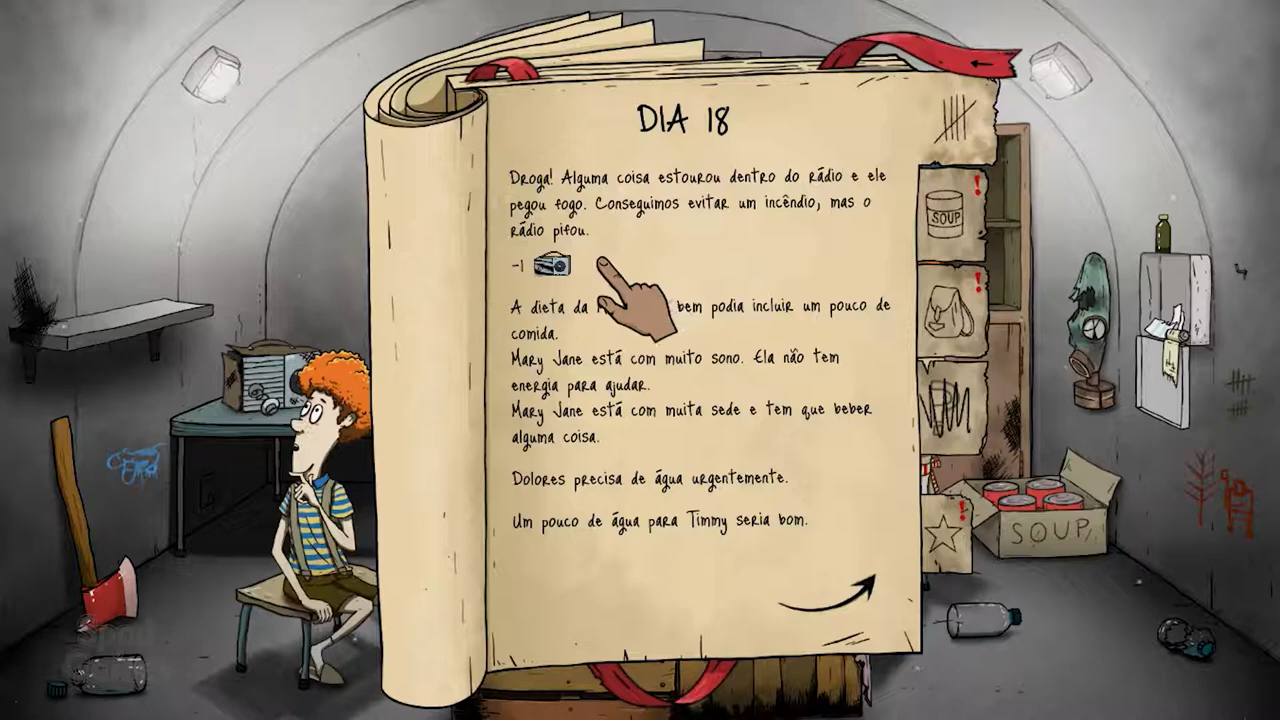 DIA 18
Droga! Alguma coisa estourou dentro do rádio e ele
pegou fogo. Conseguimos evitar um incêndio, mas o
rádio pifou.
-1
A dieta da bem podia incluir um pouco de
comida.
Mary Jane está com muito sono. Ela não tem
energia para ajudar.
Mary Jane está com muita sede e tem que beber
alguma coisa.
Dolores precisa de água urgentemente.
Um pouco de água para Timmy seria bom.
SOUP
SOUP